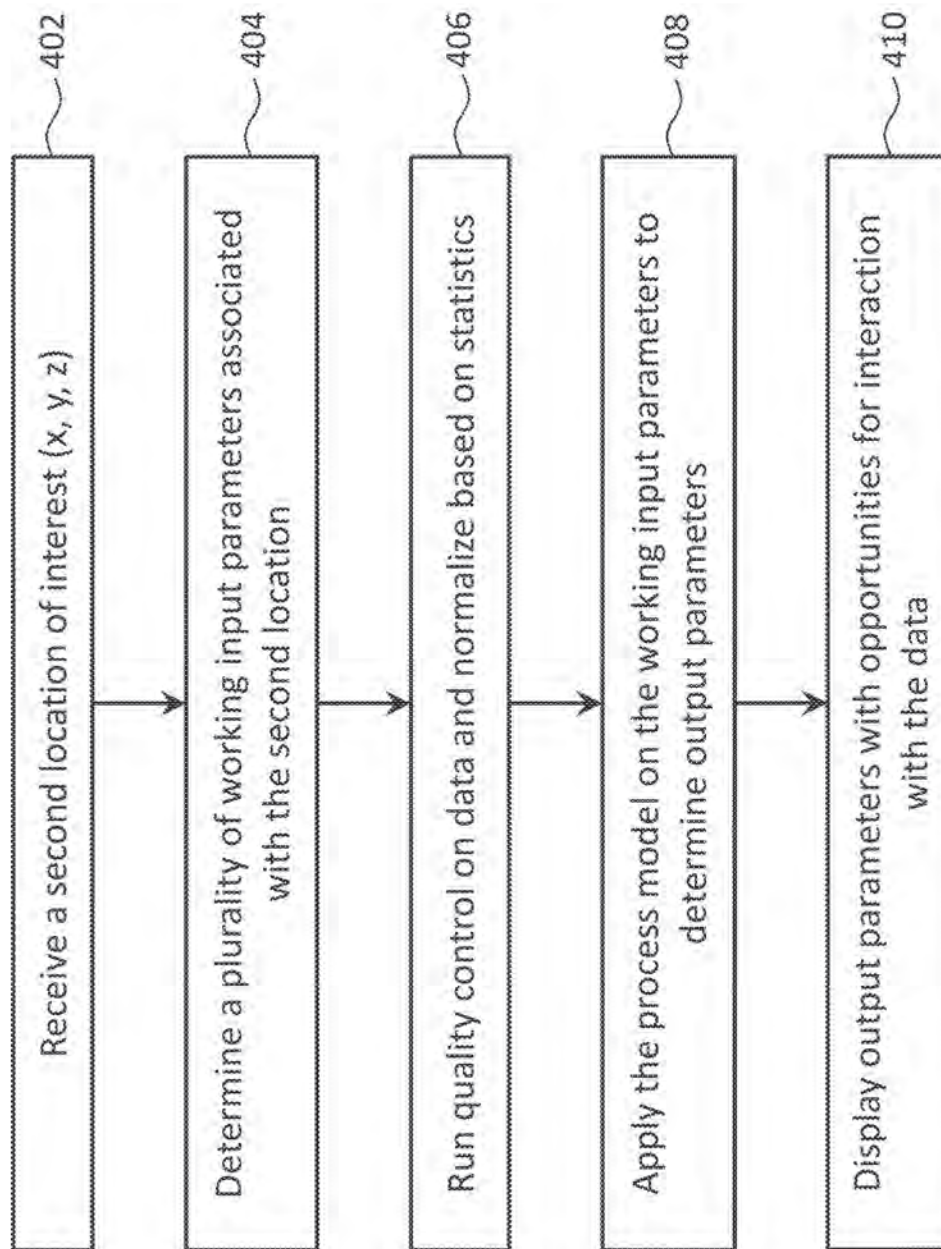 Receive a second location of interest (x, y, z)
402
Determine a plurality of working input parameters associated
with the second location
404
Run quality control on data and normalize based on statistics
406
Apply the process model on the working input parameters to
determine output parameters
408
Display output parameters with opportunities for interaction
with the data
410